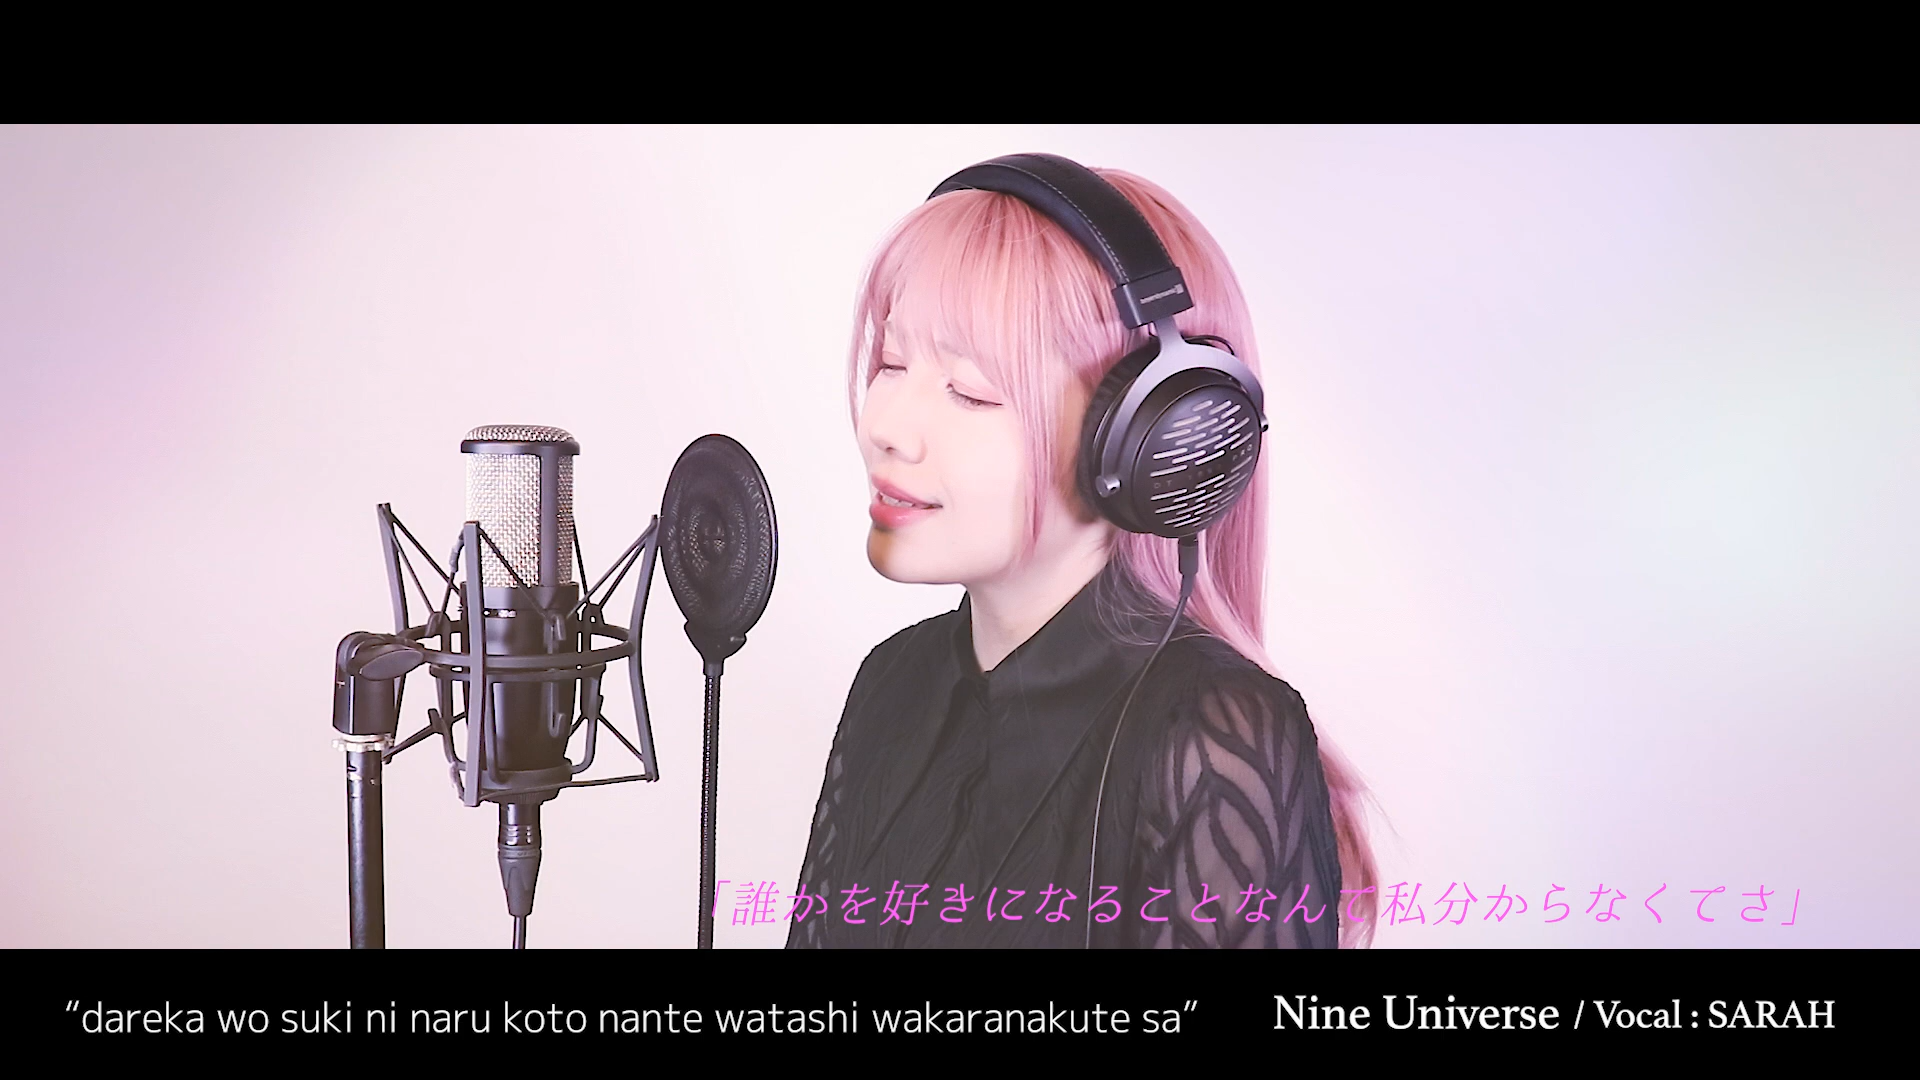 「誰かを好きになることなんて私分からなくてさ」
“dareka wo suki ni naru koto nante watashi wakaranakute sa”
Nine Universe / Vocal : SARAH